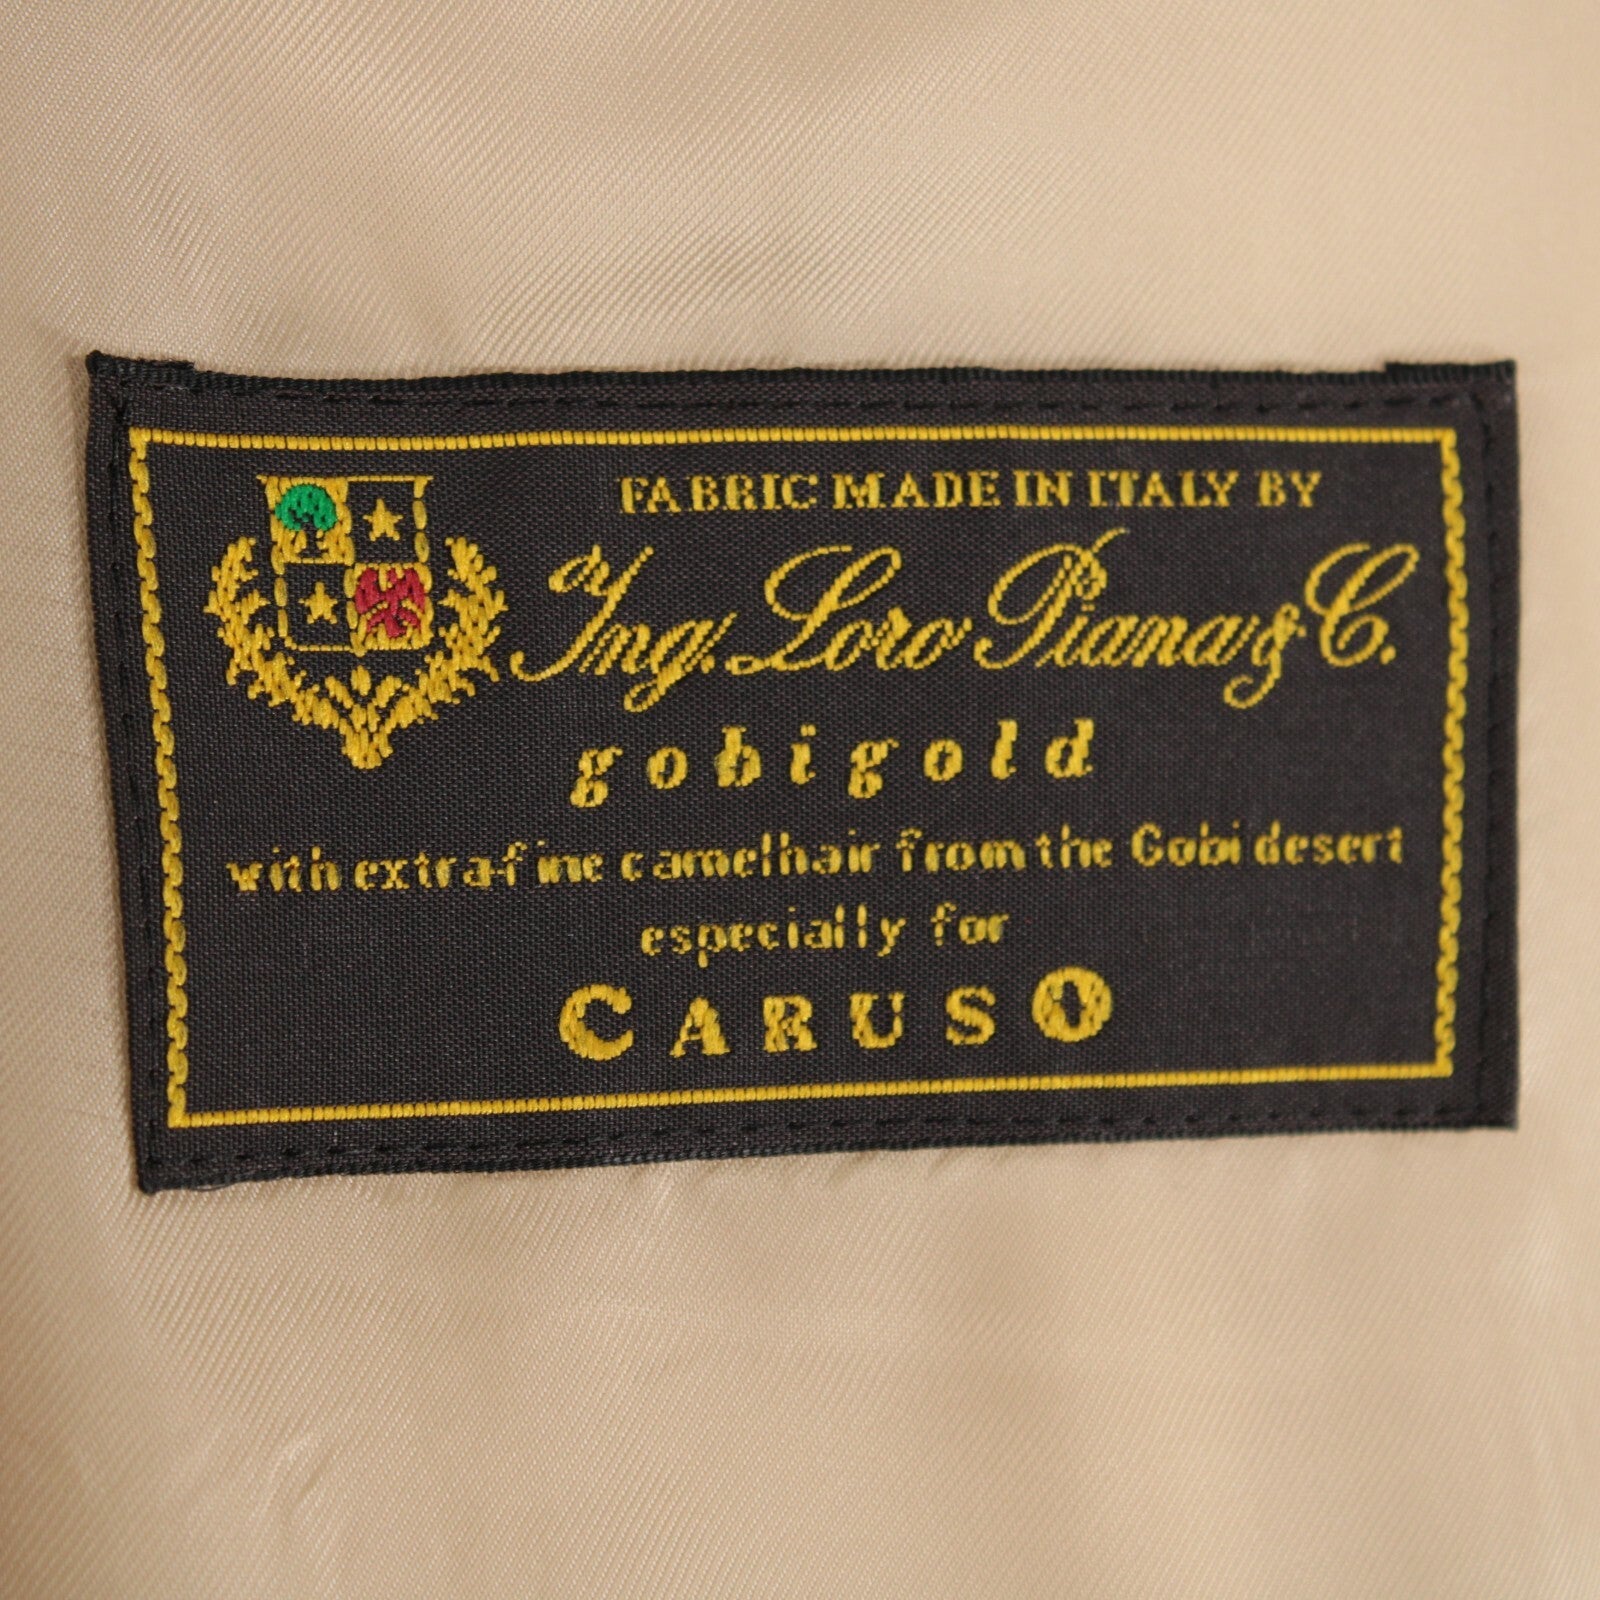 FABRIC MADE IN ITALY BY
Ing. Loro Piana & C.
gobigold
with extra-fine camelhair from the Gobi desert
especially for
CARUSO